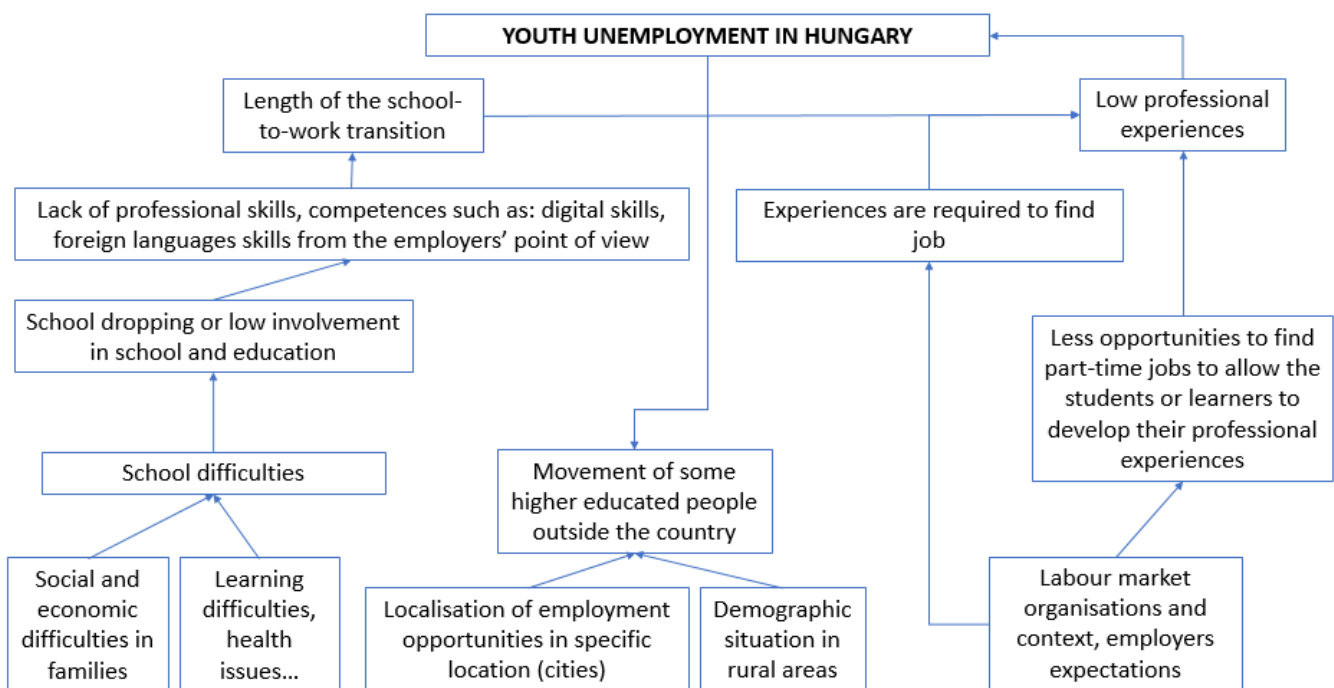 YOUTH UNEMPLOYMENT IN HUNGARY
Length of the school-
to-work transition
Low professional
experiences
Lack of professional skills, competences such as: digital skills,
foreign languages skills from the employers’ point of view
Experiences are required to find
job
School dropping or low involvement
in school and education
Less opportunities to find
part-time jobs to allow the
students or learners to
develop their professional
experiences
School difficulties
Movement of some
higher educated people
outside the country
Social and
economic
difficulties in
families
Learning
difficulties,
health
issues…
Localisation of employment
opportunities in specific
location (cities)
Demographic
situation in
rural areas
Labour market
organisations and
context, employers
expectations